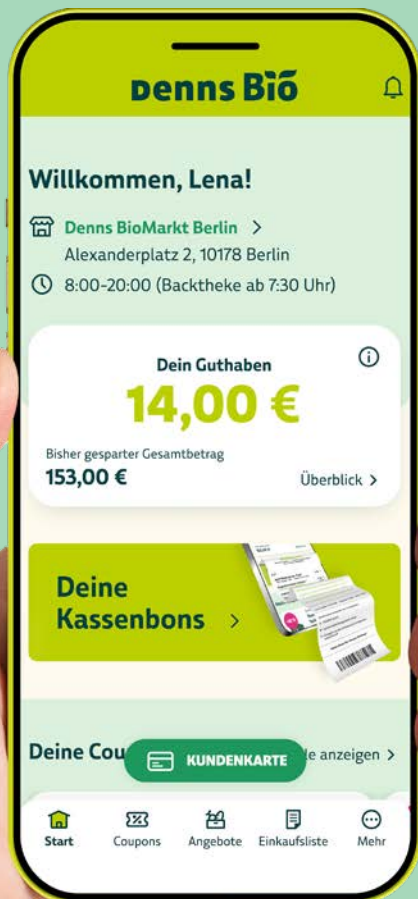 Denns Bio
Willkommen, Lena!
Denns BioMarkt Berlin >
Alexanderplatz 2, 10178 Berlin
8:00-20:00 (Backtheke ab 7:30 Uhr)
Dein Guthaben
14,00 €
Bisher gesparter Gesamtbetrag
153,00 €
Überblick >
Deine
Kassenbons >
Deine Cou
KUNDENKARTE
le anzeigen >
Start
Coupons
Angebote
Einkaufsliste
Mehr